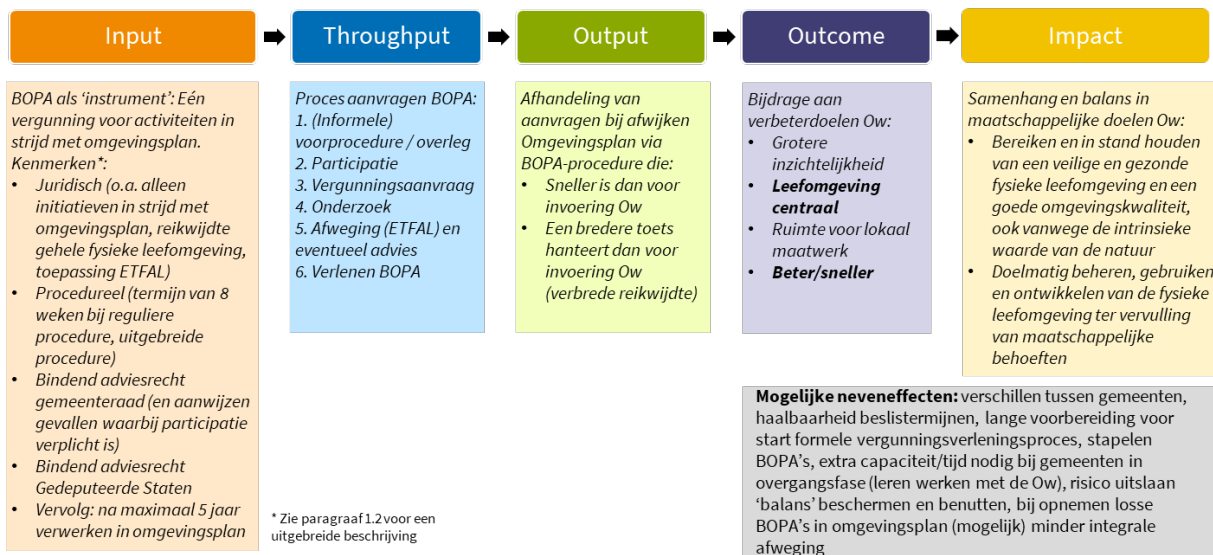 Input
Throughput
Output
Outcome
Impact
BOPA als ‘instrument’: Eén
vergunning voor activiteiten in
strijd met omgevingsplan.
Kenmerken*:
• Juridisch (o.a. alleen
initiatieven in strijd met
omgevingsplan, reikwijdte
gehele fysieke leefomgeving,
toepassing ETFAL)
• Procedureel (termijn van 8
weken bij reguliere
procedure, uitgebreide
procedure)
• Bindend adviesrecht
gemeenteraad (en aanwijzen
gevallen waarbij participatie
verplicht is)
• Bindend adviesrecht
Gedeputeerde Staten
• Vervolg: na maximaal 5 jaar
verwerken in omgevingsplan
Proces aanvragen BOPA:
1. (Informele)
voorprocedure / overleg
2. Participatie
3. Vergunningsaanvraag
4. Onderzoek
5. Afweging (ETFAL) en
eventueel advies
6. Verlenen BOPA
Afhandeling van
aanvragen bij afwijken
Omgevingsplan via
BOPA-procedure die:
• Sneller is dan voor
invoering Ow
• Een bredere toets
hanteert dan voor
invoering Ow
(verbrede reikwijdte)
Bijdrage aan
verbeterdoelen Ow:
• Grotere
inzichtelijkheid
• Leefomgeving
centraal
• Ruimte voor lokaal
maatwerk
• Beter/sneller
Samenhang en balans in
maatschappelijke doelen Ow:
• Bereiken en in stand houden
van een veilige en gezonde
fysieke leefomgeving en een
goede omgevingskwaliteit,
ook vanwege de intrinsieke
waarde van de natuur
• Doelmatig beheren, gebruiken
en ontwikkelen van de fysieke
leefomgeving ter vervulling
van maatschappelijke
behoeften
Mogelijke neveneffecten: verschillen tussen gemeenten,
haalbaarheid beslistermijnen, lange voorbereiding voor
start formele vergunningsverleningsproces, stapelen
BOPA’s, extra capaciteit/tijd nodig bij gemeenten in
overgangsfase (leren werken met de Ow), risico uitslaan
‘balans’ beschermen en benutten, bij opnemen losse
BOPA’s in omgevingsplan (mogelijk) minder integrale
afweging
* Zie paragraaf 1.2 voor een
uitgebreide beschrijving